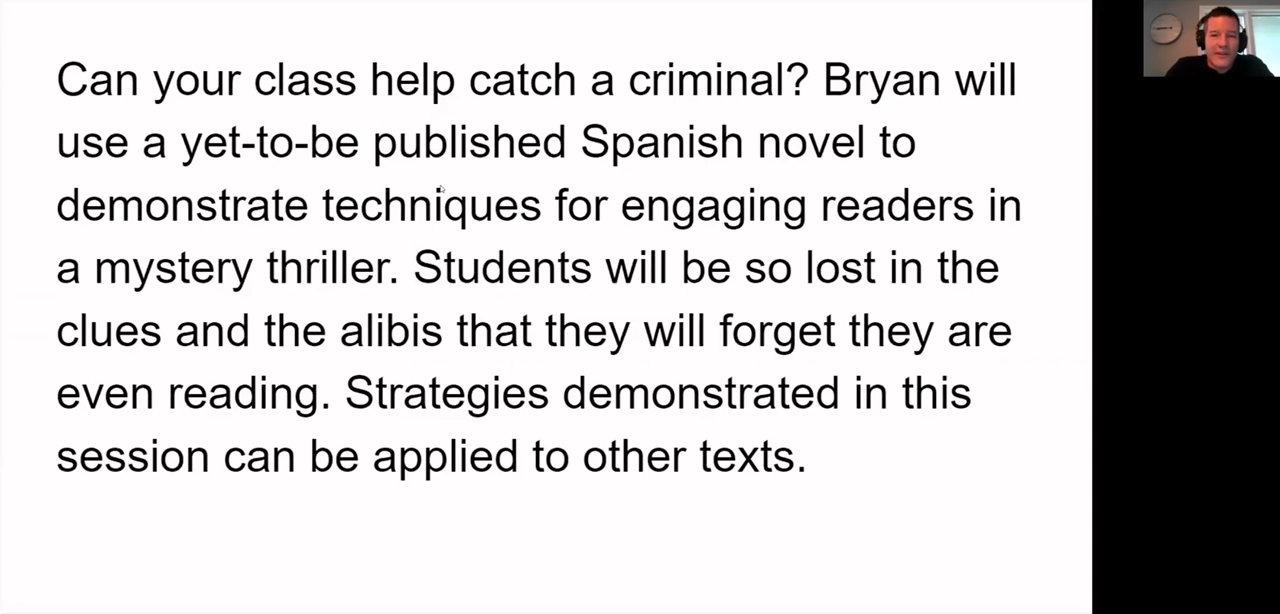 Can your class help catch a criminal? Bryan will
use a yet-to-be published Spanish novel to
demonstrate techniques for engaging readers in
a mystery thriller. Students will be so lost in the
clues and the alibis that they will forget they are
even reading. Strategies demonstrated in this
session can be applied to other texts.